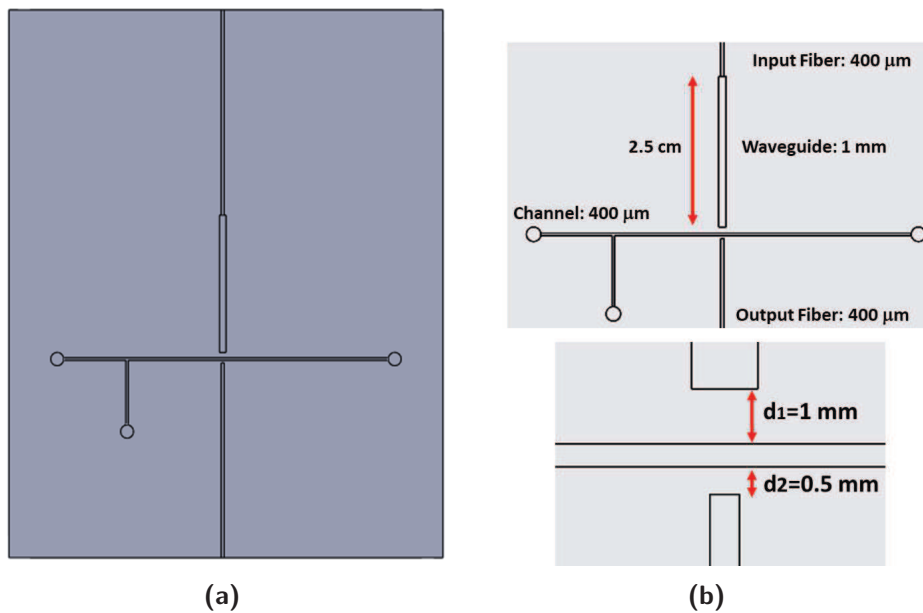 Input Fiber: 400 µm
2.5 cm
Waveguide: 1 mm
Channel: 400 µm
Output Fiber: 400 µm
d1=1 mm
d2=0.5 mm
(a)
(b)